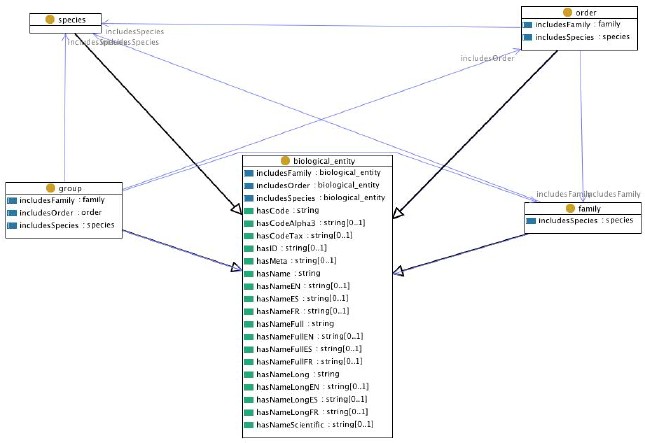 species
order
includesFamily : family
includesSpecies : species
includesSpecies
includesSpecies
includesOrder
biological_entity
includesFamily : biological_entity
includesOrder : biological_entity
includesSpecies : biological_entity
hasCode : string
hasCodeAlpha3 : string[0..1]
hasCodeTax : string[0..1]
hasID : string[0..1]
hasMeta : string[0..1]
hasName : string
hasNameEN : string[0..1]
hasNameES : string[0..1]
hasNameFR : string[0..1]
hasNameFull : string
hasNameFullEN : string[0..1]
hasNameFullES : string[0..1]
hasNameFullFR : string[0..1]
hasNameLong : string
hasNameLongEN : string[0..1]
hasNameLongES : string[0..1]
hasNameLongFR : string[0..1]
hasNameScientific : string[0..1]
group
includesFamily : family
includesOrder : order
includesSpecies : species
includesFamily
includesFamily
family
includesSpecies : species